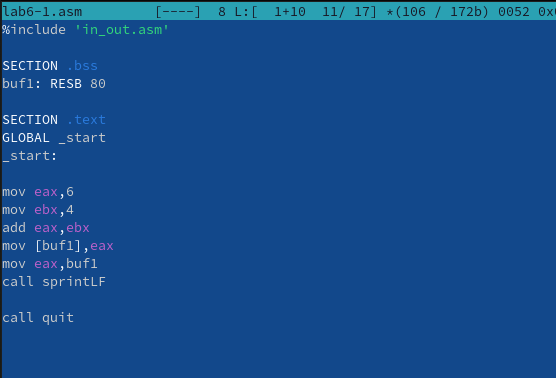 lab6-1.asm [----] 8 L:[ 1+10 11/ 17] *(106 / 172b) 0052 0x0
%include 'in_out.asm'
SECTION .bss
buf1: RESB 80
SECTION .text
GLOBAL _start
_start:
mov eax,6
mov ebx,4
add eax,ebx
mov [buf1],eax
mov eax,buf1
call sprintLF
call quit